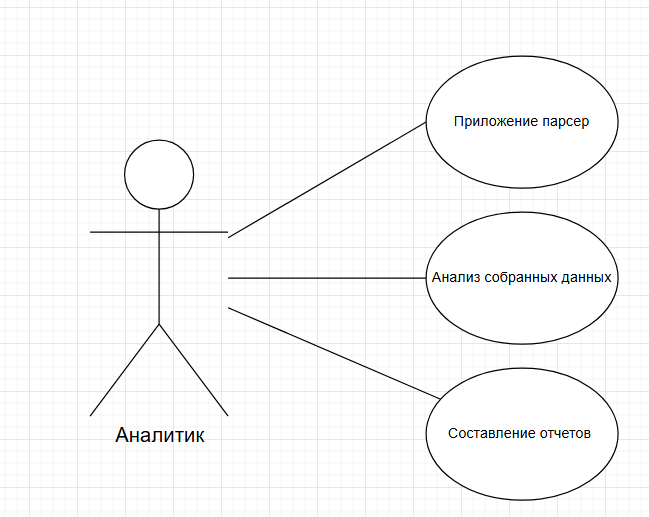 Приложение парсер
Анализ собранных данных
Аналитик
Составление отчетов